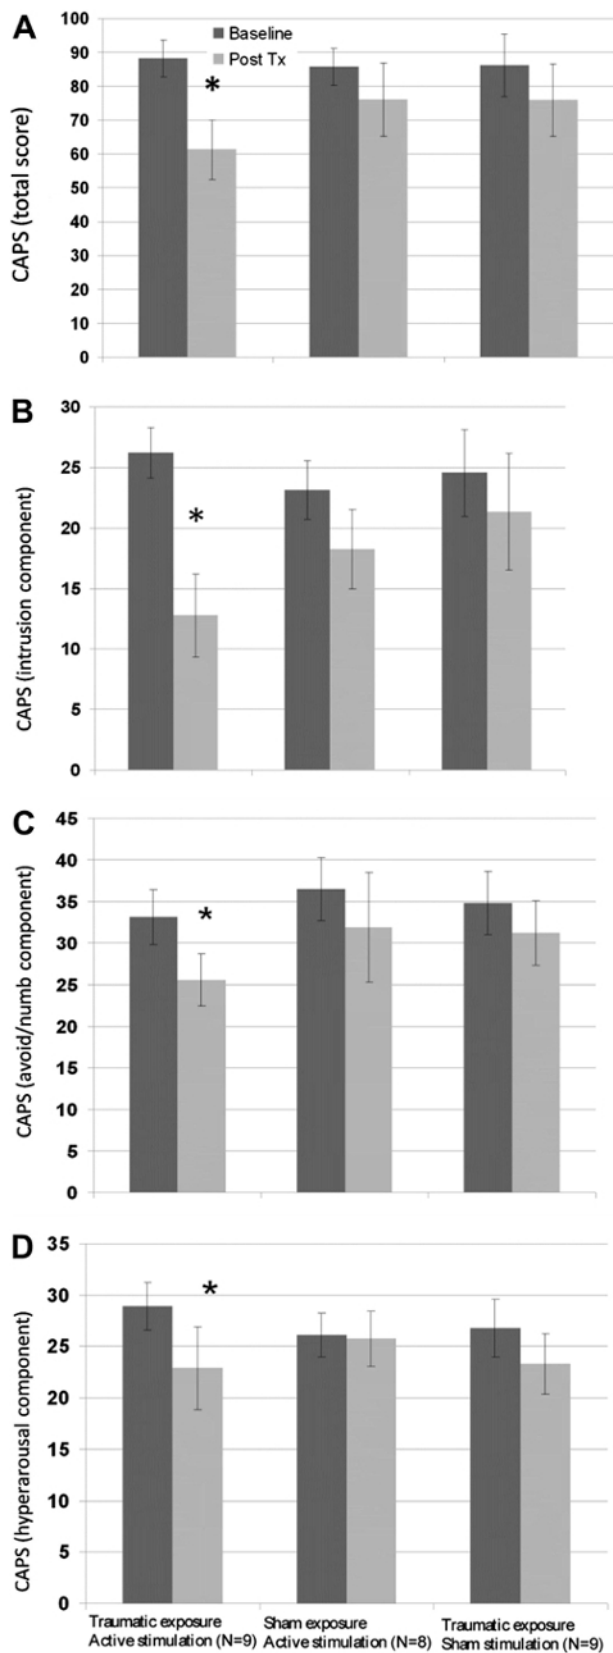 A
Baseline
Post Tx
CAPS (total score)
100
90
80
70
60
50
40
30
20
10
0
*
B
CAPS (intrusion component)
30
25
20
15
10
5
0
*
C
CAPS (avoid/numb component)
45
40
35
30
25
20
15
10
5
0
*
D
CAPS (hyperarousal component)
35
30
25
20
15
10
5
0
*
Traumatic exposure
Active stimulation (N=9)
Sham exposure
Active stimulation (N=8)
Traumatic exposure
Sham stimulation (N=9)